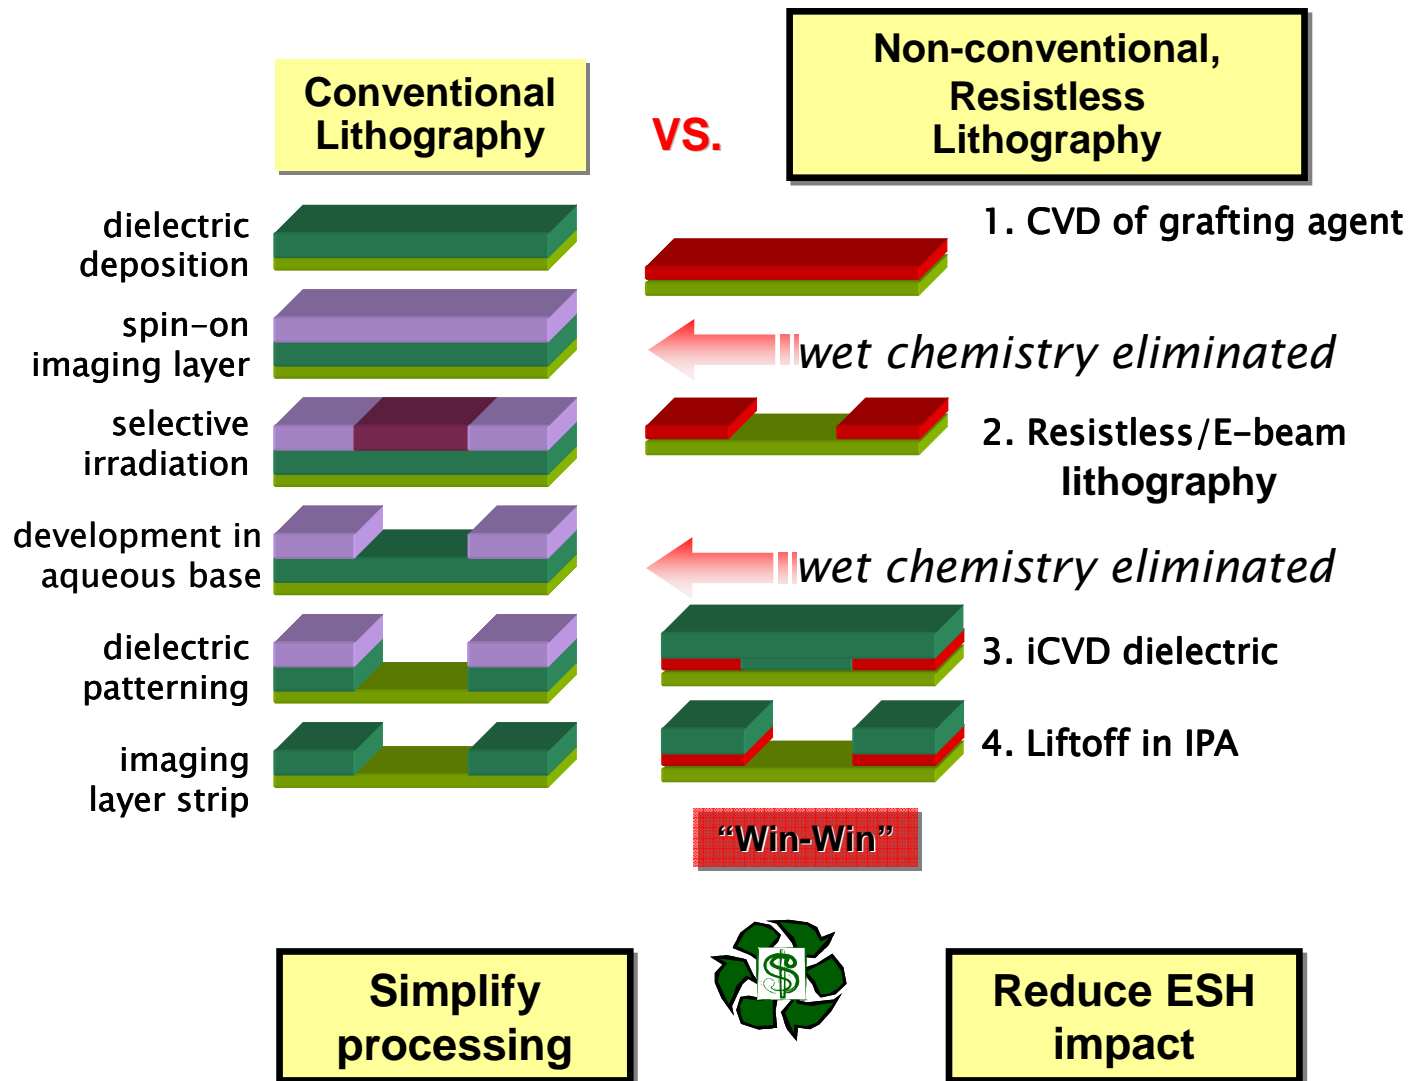 Conventional
Lithography
VS.
Non-conventional,
Resistless
Lithography
dielectric
deposition
1. CVD of grafting agent
spin-on
imaging layer
wet chemistry eliminated
selective
irradiation
2. Resistless/E-beam
lithography
development in
aqueous base
wet chemistry eliminated
dielectric
patterning
3. iCVD dielectric
imaging
layer strip
4. Liftoff in IPA
“Win-Win”
$
Simplify
processing
Reduce ESH
impact